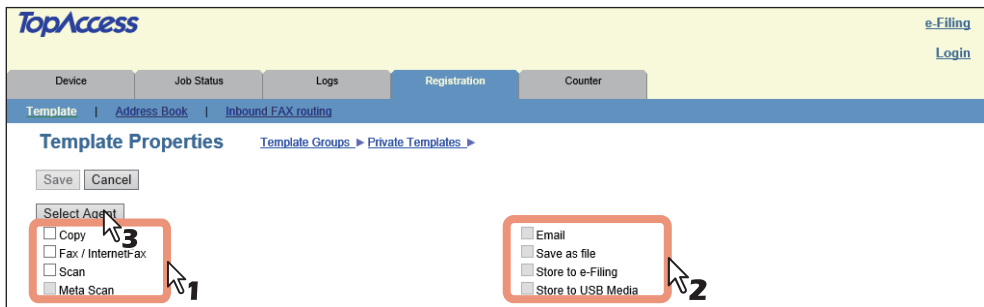 TopAccess
e-Filing
Login
Device Job Status Logs Registration Counter
Template | Address Book | Inbound FAX routing
Template Properties Template Groups ▶ Private Templates ▶
Save Cancel
Select Agent
3
Copy
Fax / InternetFax
Scan
Meta Scan
1
Email
Save as file
Store to e-Filing
Store to USB Media
2